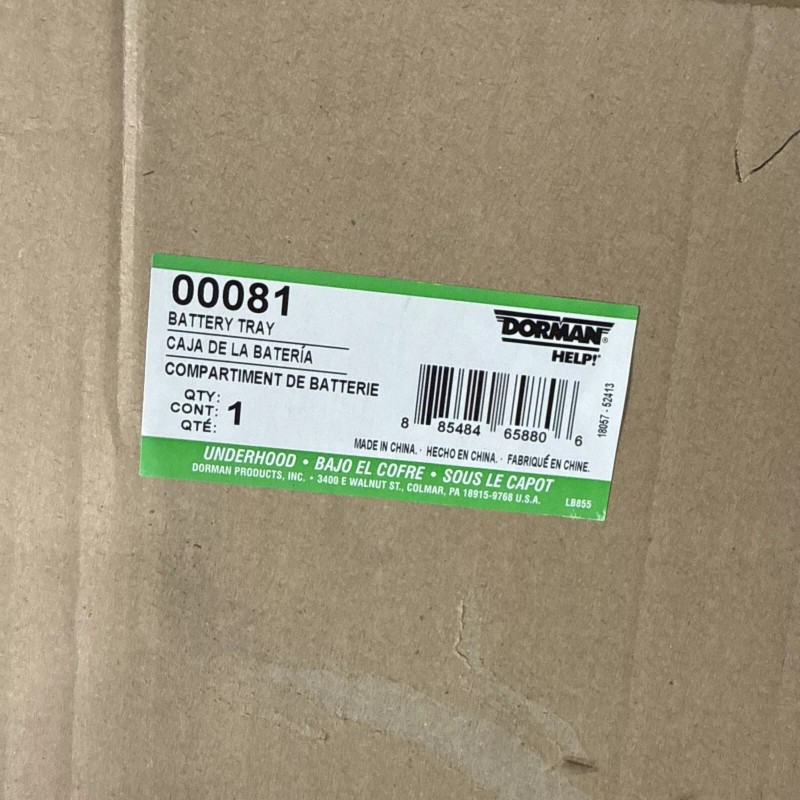 00081
BATTERY TRAY
CAJA DE LA BATERÍA
COMPARTIMENT DE BATTERIE
QTY:
CONT: 1
QTÉ:
DORMAN®
HELP!®
8 85484 65880 6
18057 - 52413
MADE IN CHINA. · HECHO EN CHINA. · FABRIQUÉ EN CHINE.
UNDERHOOD • BAJO EL COFRE • SOUS LE CAPOT
DORMAN PRODUCTS, INC. • 3400 E WALNUT ST., COLMAR, PA 18915-9768 U.S.A.
LB855